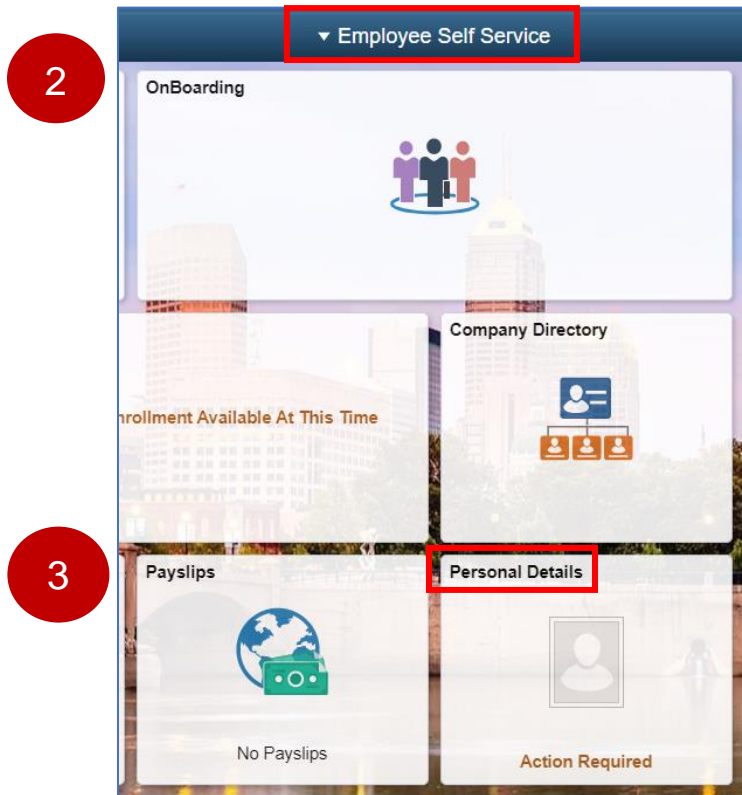 Employee Self Service
2
OnBoarding
Company Directory
nrollment Available At This Time
3
Payslips
Personal Details
No Payslips
Action Required